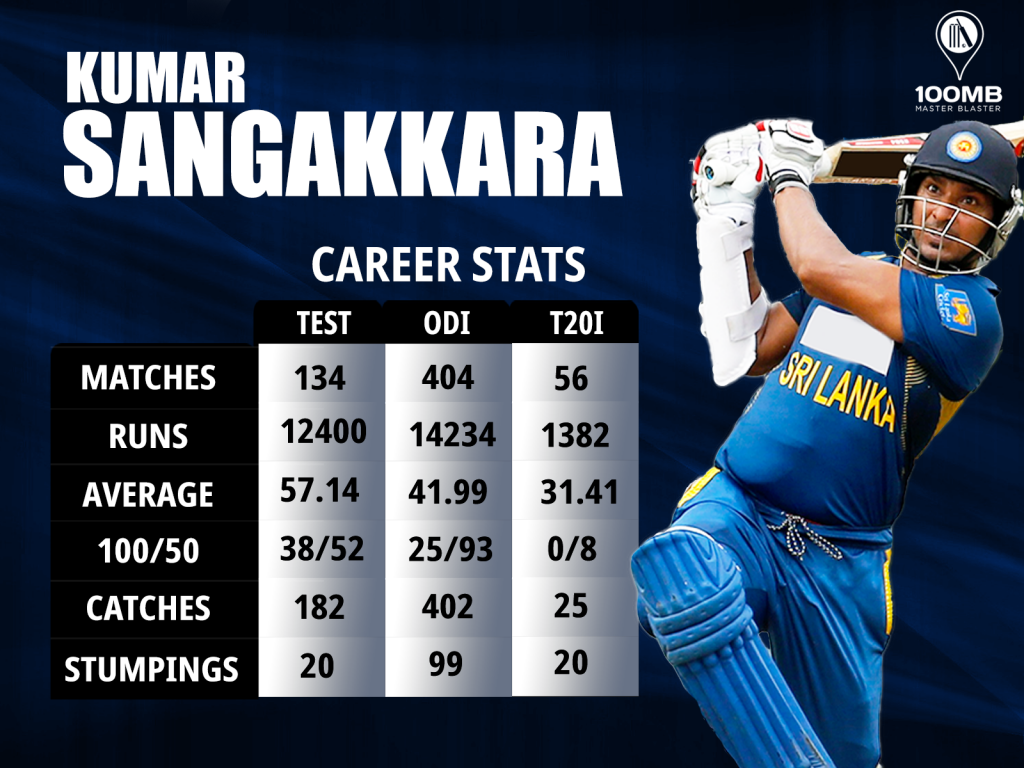 100MB
MASTER BLASTER
KUMAR
SANGAKKARA
CAREER STATS
TEST ODI T20I
MATCHES 134 404 56
RUNS 12400 14234 1382
AVERAGE 57.14 41.99 31.41
100/50 38/52 25/93 0/8
CATCHES 182 402 25
STUMPINGS 20 99 20
SRI LANKA